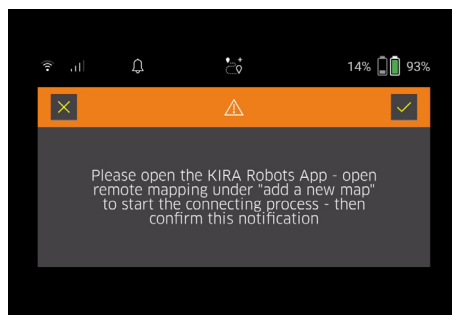 14% 93%
Please open the KIRA Robots App - open
remote mapping under "add a new map"
to start the connecting process - then
confirm this notification